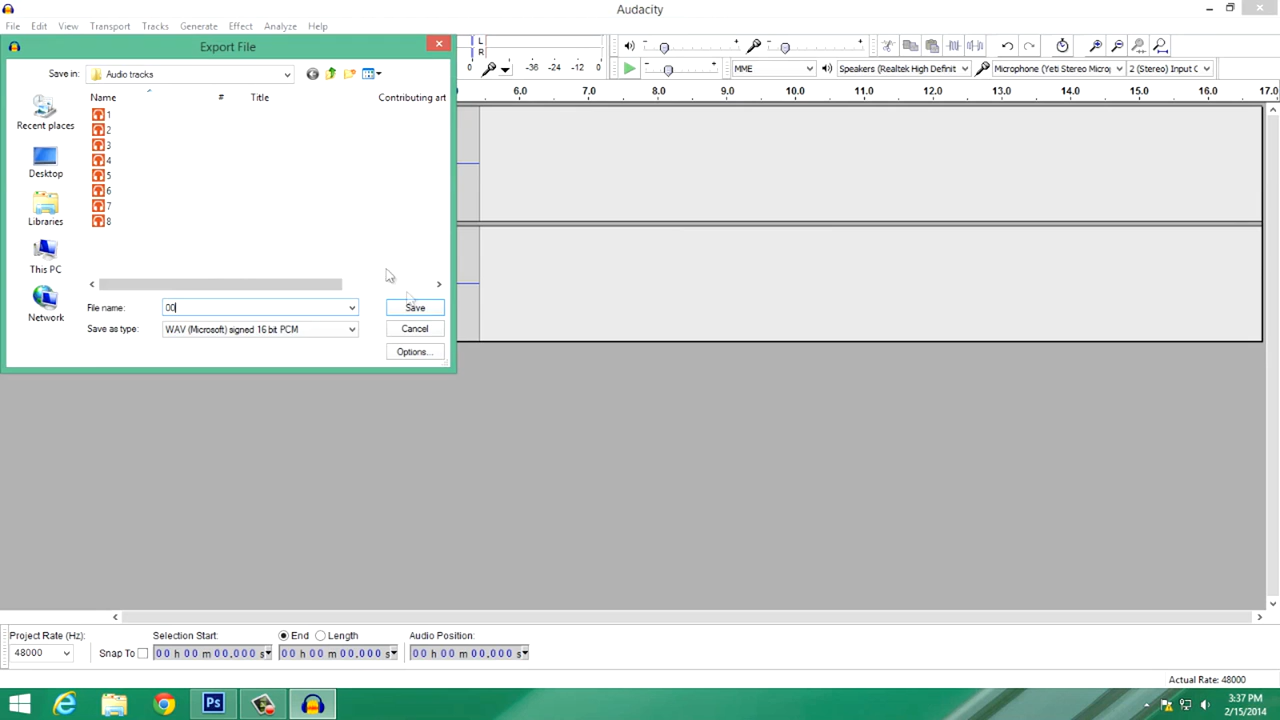 Audacity
File Edit View Transport Tracks Generate Effect Analyze Help
Export File
Save in: Audio tracks
Name # Title Contributing art
1
2
3
4
5
6
7
8
Recent places
Desktop
Libraries
This PC
Network
File name: 00
Save as type: WAV (Microsoft) signed 16 bit PCM
Save
Cancel
Options...
L
R
0 -36 -24 -12 0
MME Speakers (Realtek High Definit Microphone (Yeti Stereo Microp 2 (Stereo) Input C
6.0 7.0 8.0 9.0 10.0 11.0 12.0 13.0 14.0 15.0 16.0 17.0
Project Rate (Hz): Selection Start: End Length Audio Position:
48000 Snap To 00 h 00 m 00.000 s 00 h 00 m 00.000 s 00 h 00 m 00.000 s
Actual Rate: 48000
Ps
3:37 PM
2/15/2014